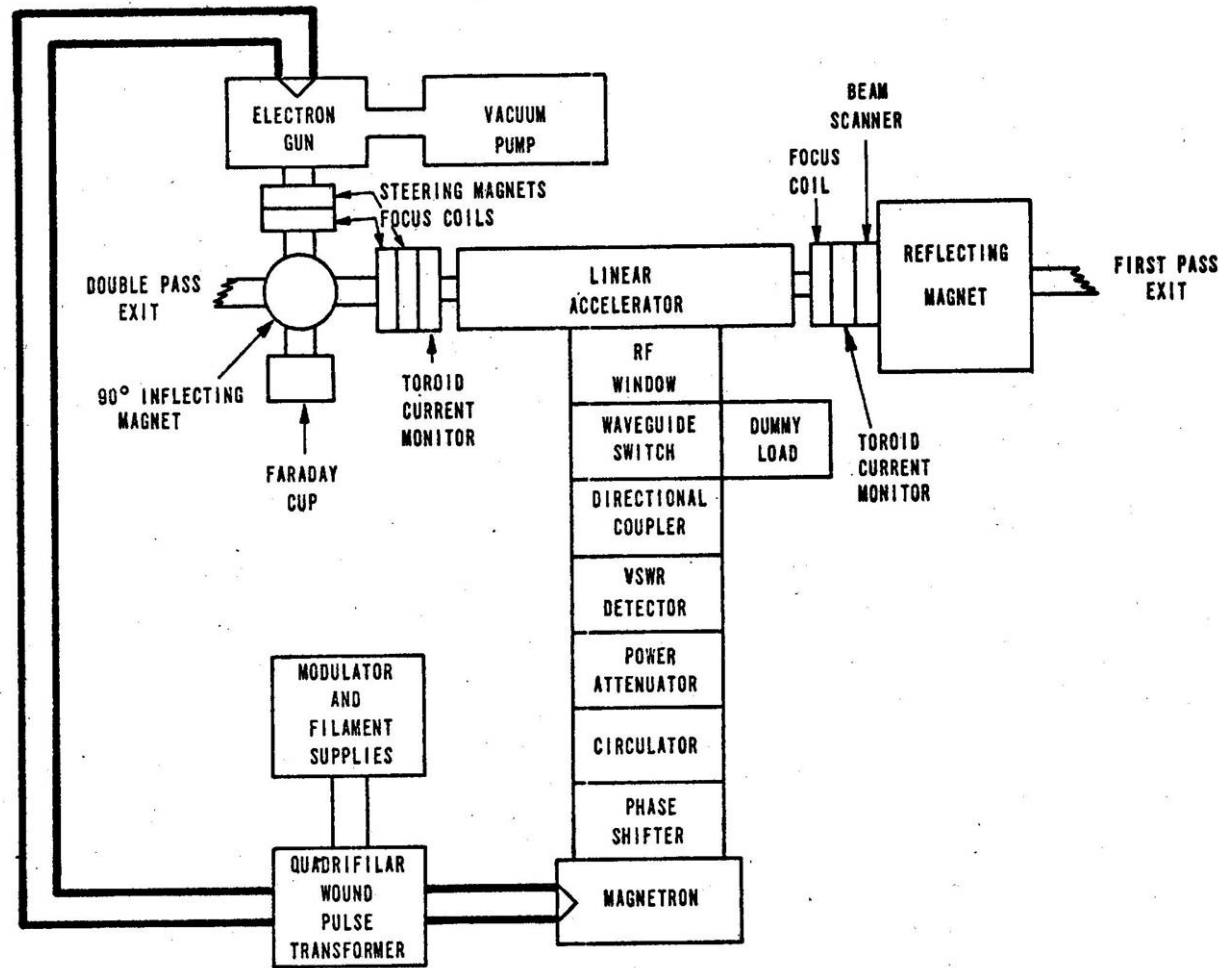 ELECTRON
GUN
VACUUM
PUMP
BEAM
SCANNER
FOCUS
COIL
STEERING MAGNETS
FOCUS COILS
DOUBLE PASS
EXIT
LINEAR
ACCELERATOR
REFLECTING
MAGNET
FIRST PASS
EXIT
90° INFLECTING
MAGNET
FARADAY
CUP
TOROID
CURRENT
MONITOR
RF
WINDOW
WAVEGUIDE
SWITCH
DUMMY
LOAD
TOROID
CURRENT
MONITOR
DIRECTIONAL
COUPLER
VSWR
DETECTOR
POWER
ATTENUATOR
CIRCULATOR
PHASE
SHIFTER
MAGNETRON
MODULATOR
AND
FILAMENT
SUPPLIES
QUADRIFILAR
WOUND
PULSE
TRANSFORMER